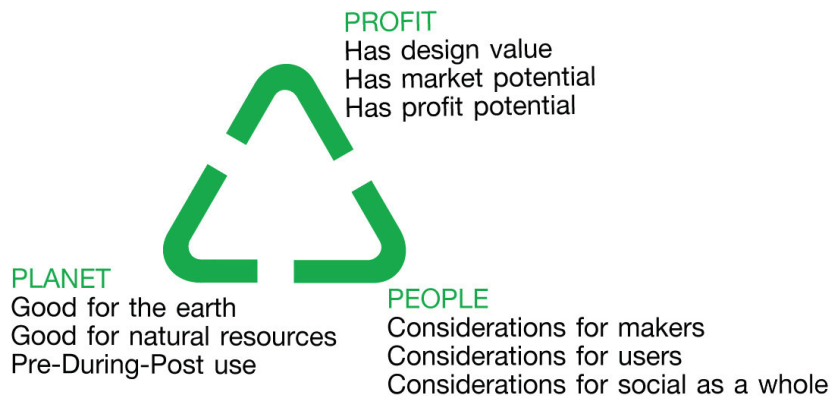 PROFIT
Has design value
Has market potential
Has profit potential
PLANET
Good for the earth
Good for natural resources
Pre-During-Post use
PEOPLE
Considerations for makers
Considerations for users
Considerations for social as a whole